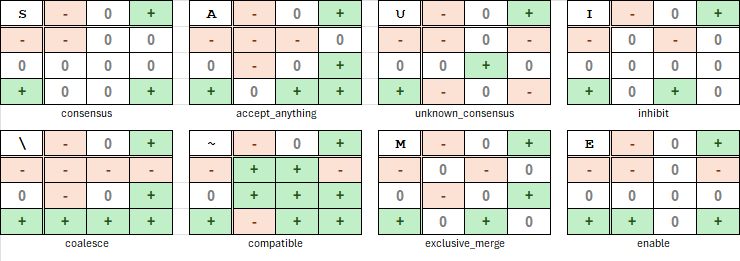 S - 0 + A - 0 + U - 0 + I - 0 +
- - 0 0 - - - 0 - - 0 - - 0 - 0
0 0 0 0 0 - 0 + 0 0 + 0 0 0 0 0
+ 0 0 + + 0 + + + - 0 - + 0 + 0
consensus accept_anything unknown_consensus inhibit
\ - 0 + ~ - 0 + M - 0 + E - 0 +
- - - - - + + - - 0 - 0 - - 0 -
0 - 0 + 0 + + + 0 - 0 + 0 0 0 0
+ + + + + - + + + 0 + 0 + + 0 +
coalesce compatible exclusive_merge enable